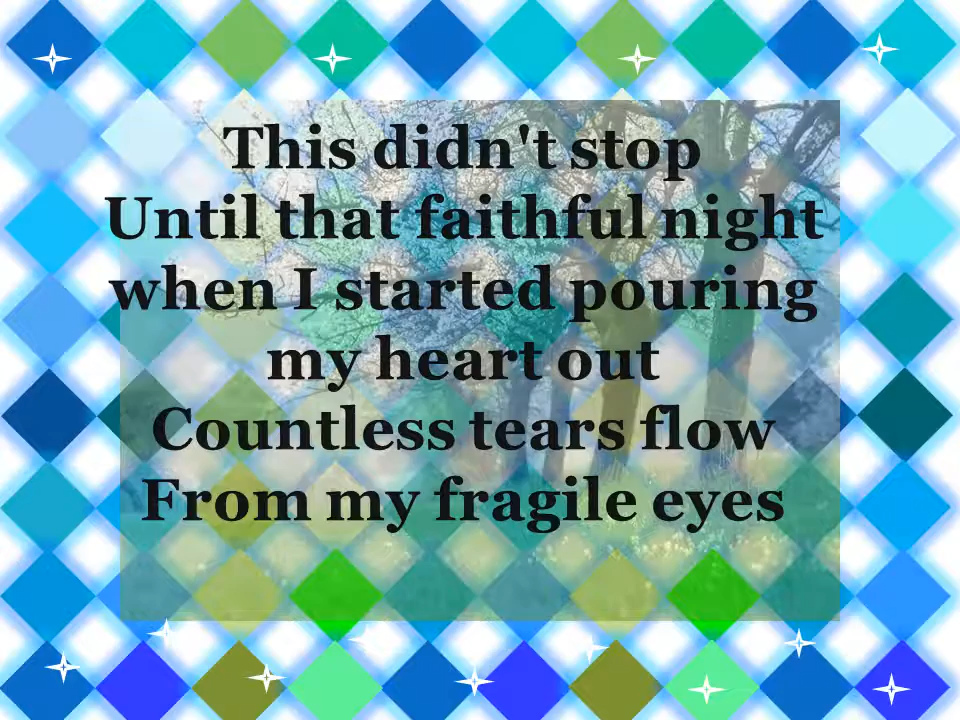 This didn't stop
Until that faithful night
when I started pouring
my heart out
Countless tears flow
From my fragile eyes